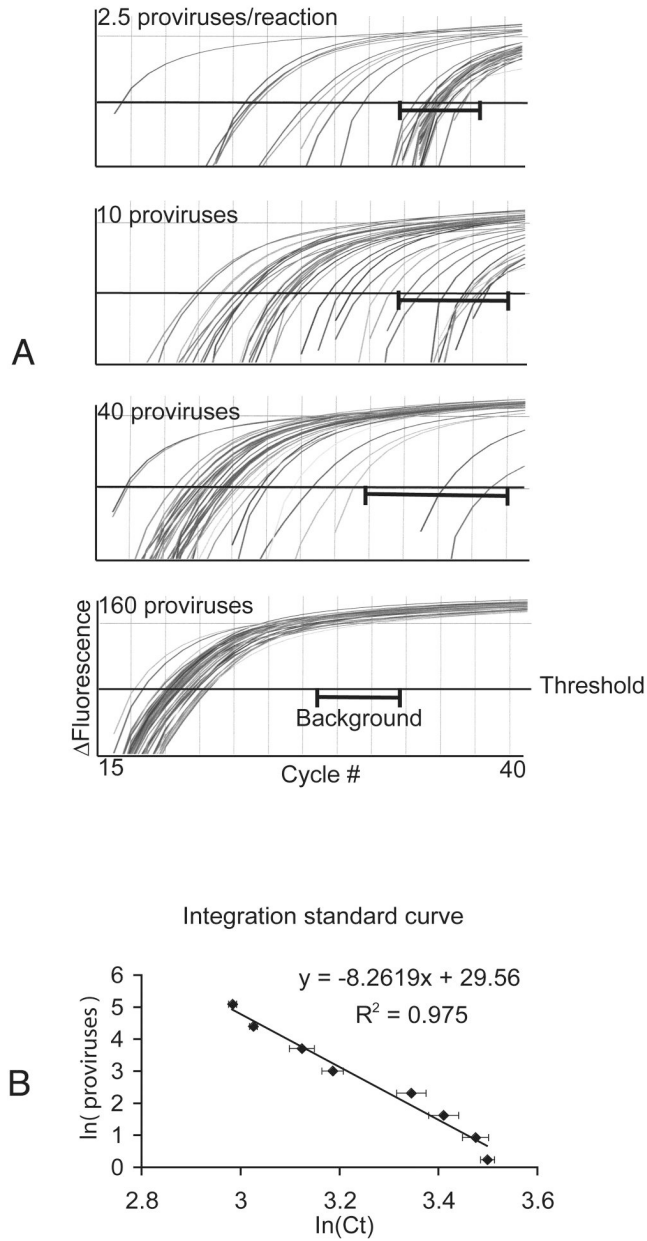 2.5 proviruses/reaction
10 proviruses
A
40 proviruses
160 proviruses
ΔFluorescence
Threshold
Background
15
Cycle #
40
Integration standard curve
B
ln( proviruses )
6
5
4
3
2
1
0
y = -8.2619x + 29.56
R² = 0.975
2.8
3
3.2
3.4
3.6
ln(Ct)